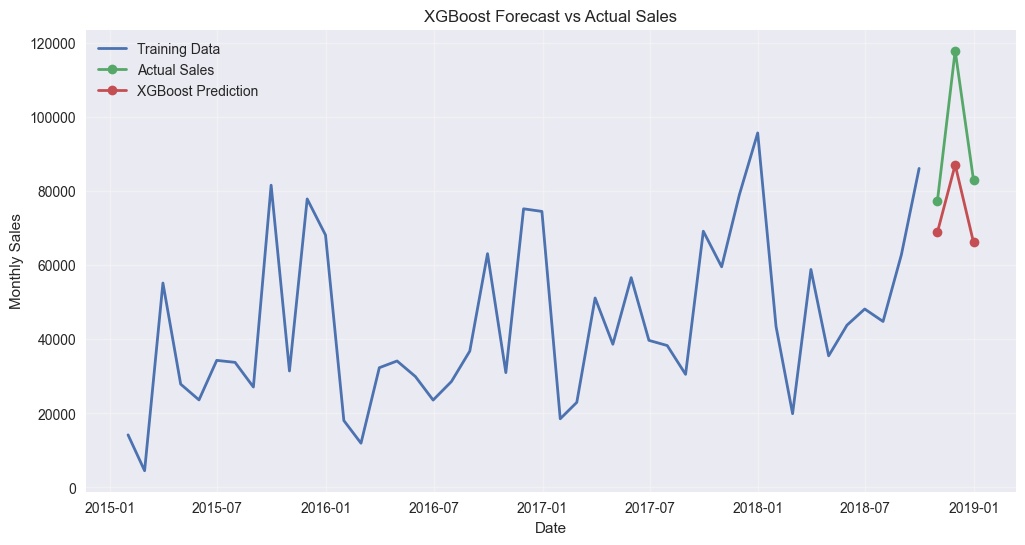 XGBoost Forecast vs Actual Sales
Training Data
Actual Sales
XGBoost Prediction
120000
100000
80000
60000
40000
20000
0
Monthly Sales
2015-01 2015-07 2016-01 2016-07 2017-01 2017-07 2018-01 2018-07 2019-01
Date